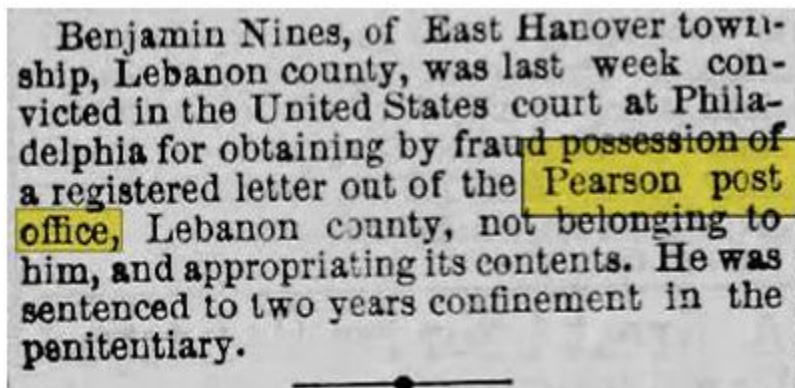 Benjamin Nines, of East Hanover town-
ship, Lebanon county, was last week con-
victed in the United States court at Phila-
delphia for obtaining by fraud possession of
a registered letter out of the Pearson post
office, Lebanon county, not belonging to
him, and appropriating its contents. He was
sentenced to two years confinement in the
penitentiary.